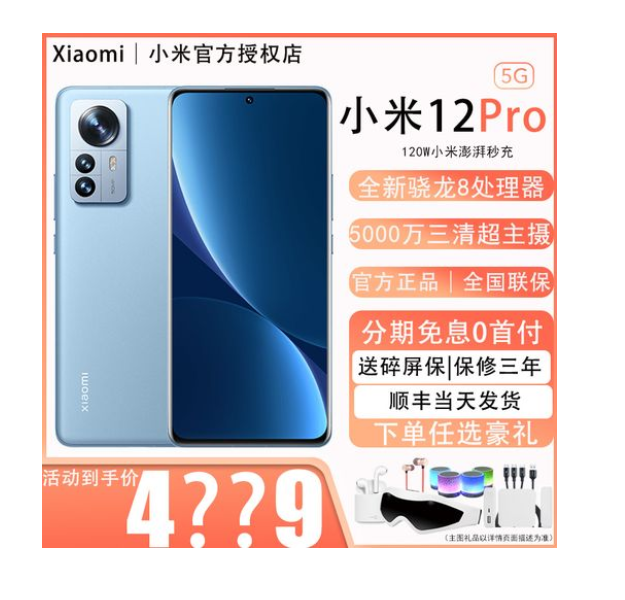 Xiaomi｜小米官方授权店
5G
小米12Pro
120W小米澎湃秒充
全新骁龙8处理器
5000万三清超主摄
官方正品｜全国联保
分期免息0首付
送碎屏保|保修三年
顺丰当天发货
下单任选豪礼
xiaomi
活动到手价
4??9
(主图礼品以详情页面描述为准)